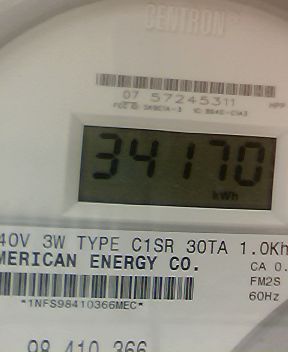 CENTRON®
07 57245311
34170
kWh
40V 3W TYPE C1SR 30TA 1.0Kh
MERICAN ENERGY CO.
CA 0.
FM2S
60Hz
*1NFS98410366MEC*
98 410 366